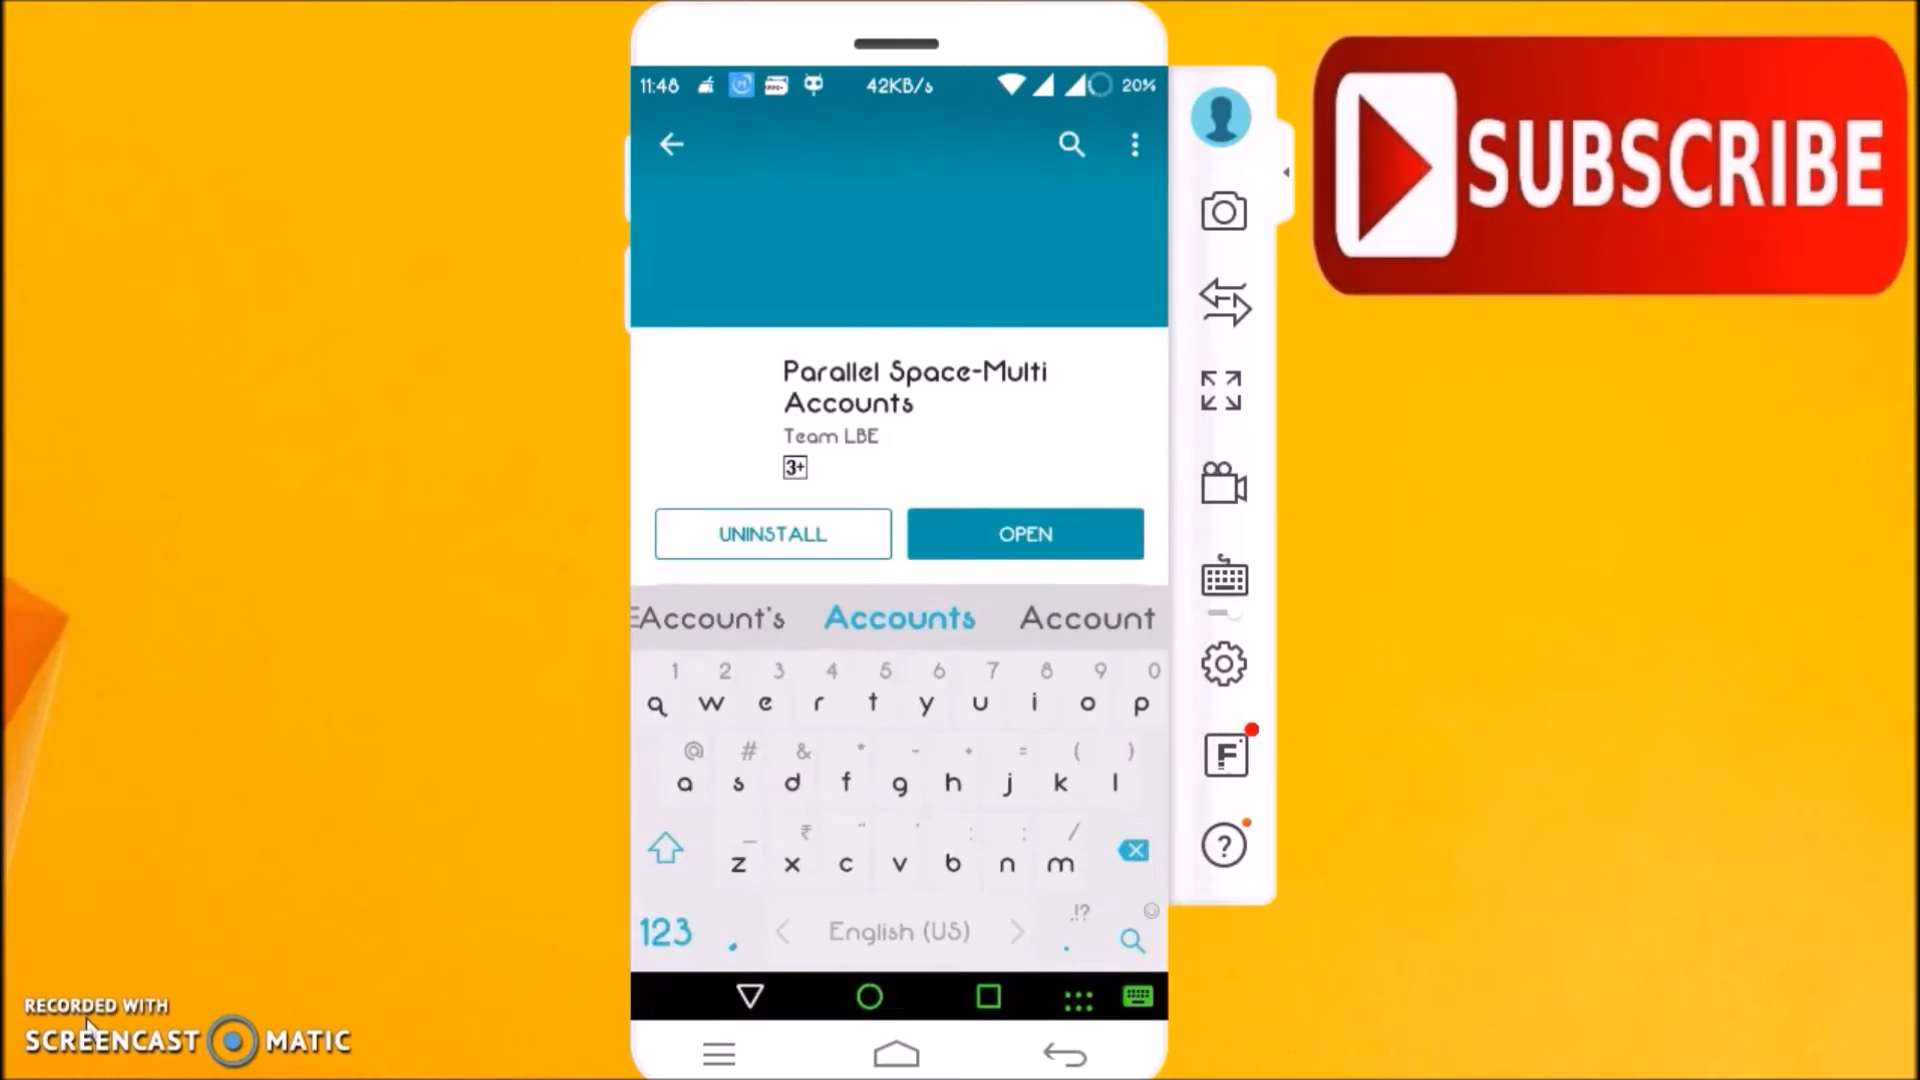 11:48 42KB/s 20%
SUBSCRIBE
Parallel Space-Multi
Accounts
Team LBE
3+
UNINSTALL OPEN
Account's Accounts Account
1 2 3 4 5 6 7 8 9 0
q w e r t y u i o p
@ # & * - + = ( )
a s d f g h j k l
_ ₹ " ' : ; /
z x c v b n m
.!?
123 . < English (US) > .
F
?
RECORDED WITH
SCREENCAST MATIC